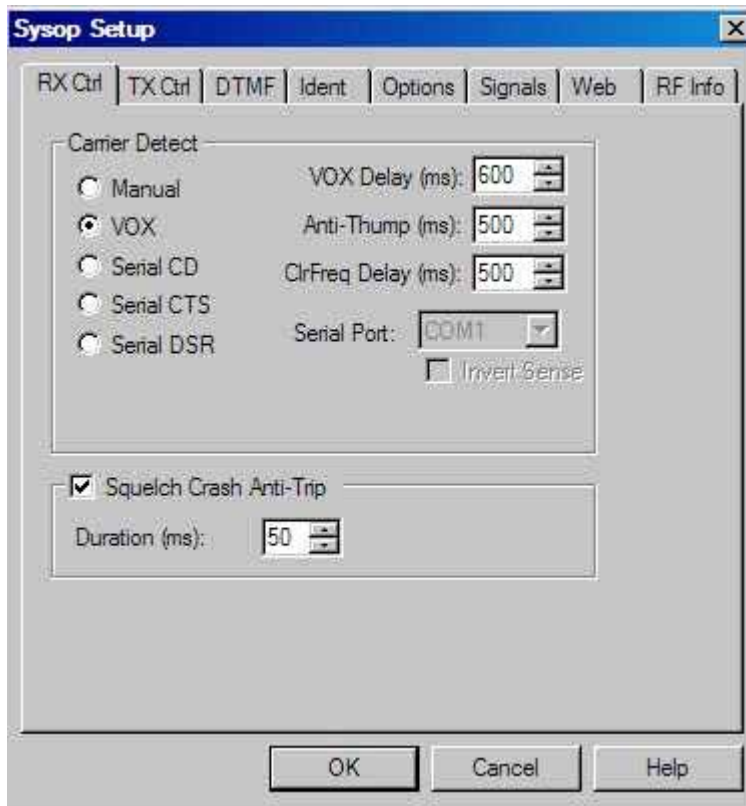 Sysop Setup
RX Ctrl TX Ctrl DTMF Ident Options Signals Web RF Info
Carrier Detect
Manual
VOX
Serial CD
Serial CTS
Serial DSR
VOX Delay (ms): 600
Anti-Thump (ms): 500
ClrFreq Delay (ms): 500
Serial Port: COM1
Invert Sense
Squelch Crash Anti-Trip
Duration (ms): 50
OK Cancel Help